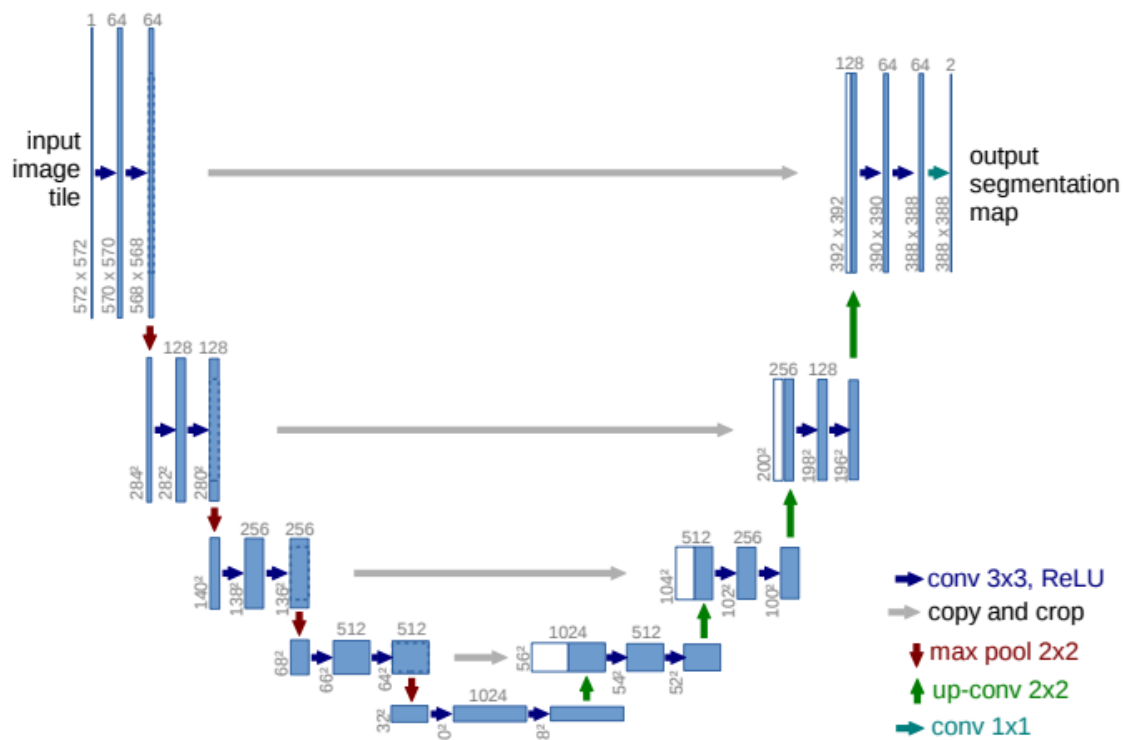 1 64 64
128 64 64 2
input
image
tile
output
segmentation
map
572 x 572
570 x 570
568 x 568
392 x 392
390 x 390
388 x 388
388 x 388
128 128
256 128
284²
282²
280²
200²
198²
196²
256 256
512 256
140²
138²
136²
104²
102²
100²
512 512
1024 512
68²
66²
64²
56²
54²
52²
1024
32²
0²
8²
conv 3x3, ReLU
copy and crop
max pool 2x2
up-conv 2x2
conv 1x1